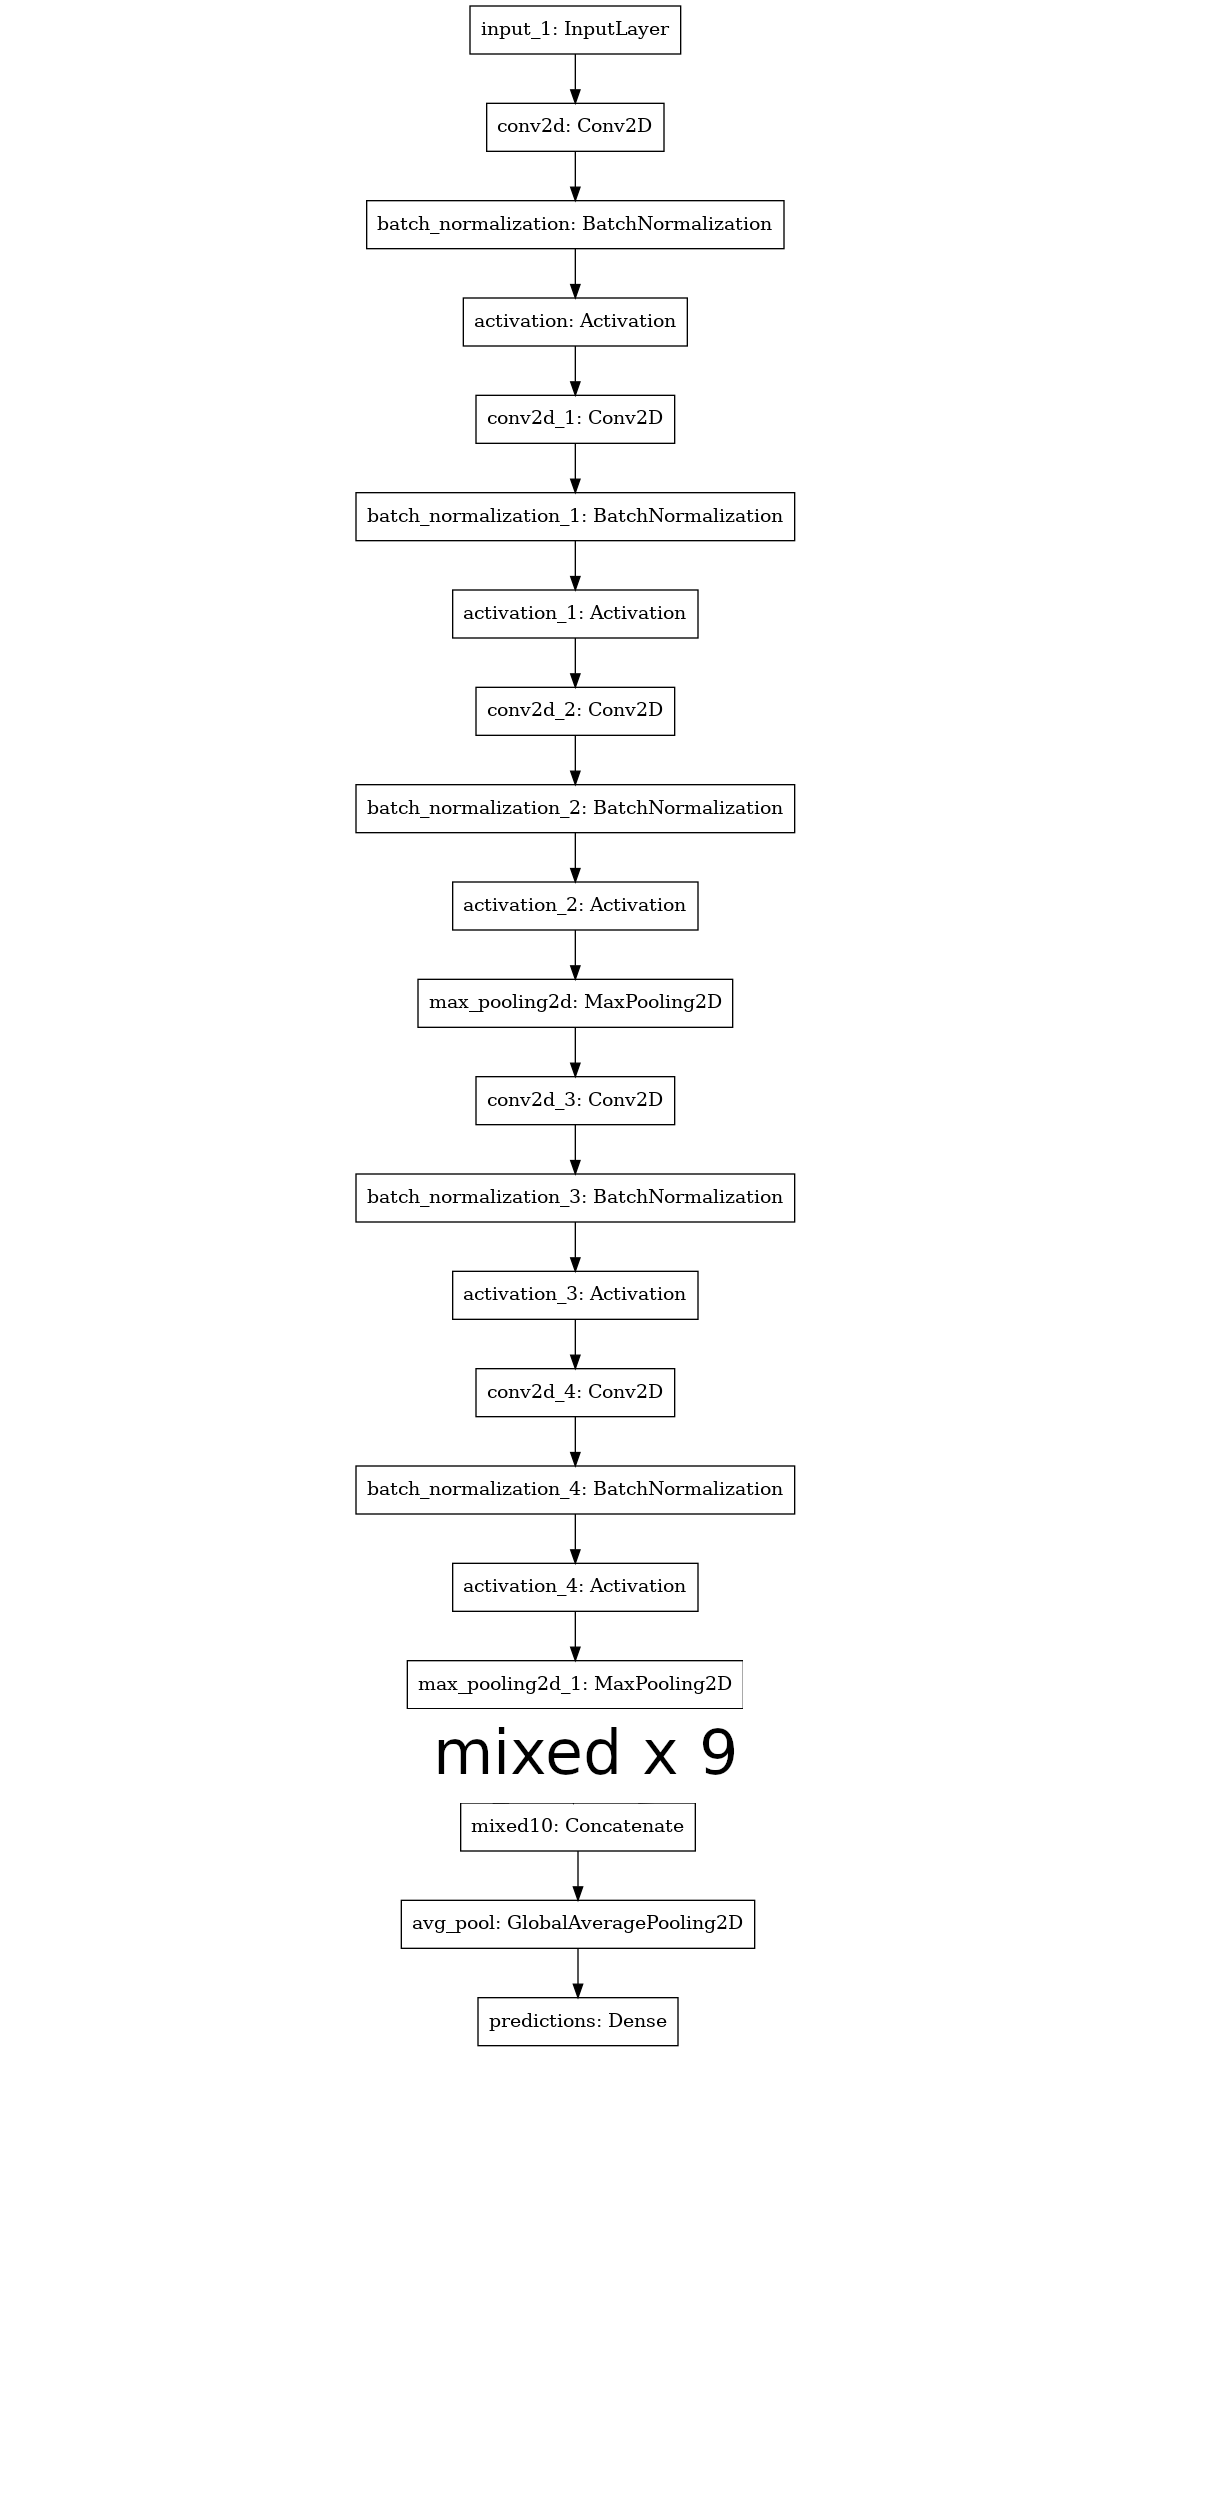 input_1: InputLayer
conv2d: Conv2D
batch_normalization: BatchNormalization
activation: Activation
conv2d_1: Conv2D
batch_normalization_1: BatchNormalization
activation_1: Activation
conv2d_2: Conv2D
batch_normalization_2: BatchNormalization
activation_2: Activation
max_pooling2d: MaxPooling2D
conv2d_3: Conv2D
batch_normalization_3: BatchNormalization
activation_3: Activation
conv2d_4: Conv2D
batch_normalization_4: BatchNormalization
activation_4: Activation
max_pooling2d_1: MaxPooling2D
mixed x 9
mixed10: Concatenate
avg_pool: GlobalAveragePooling2D
predictions: Dense